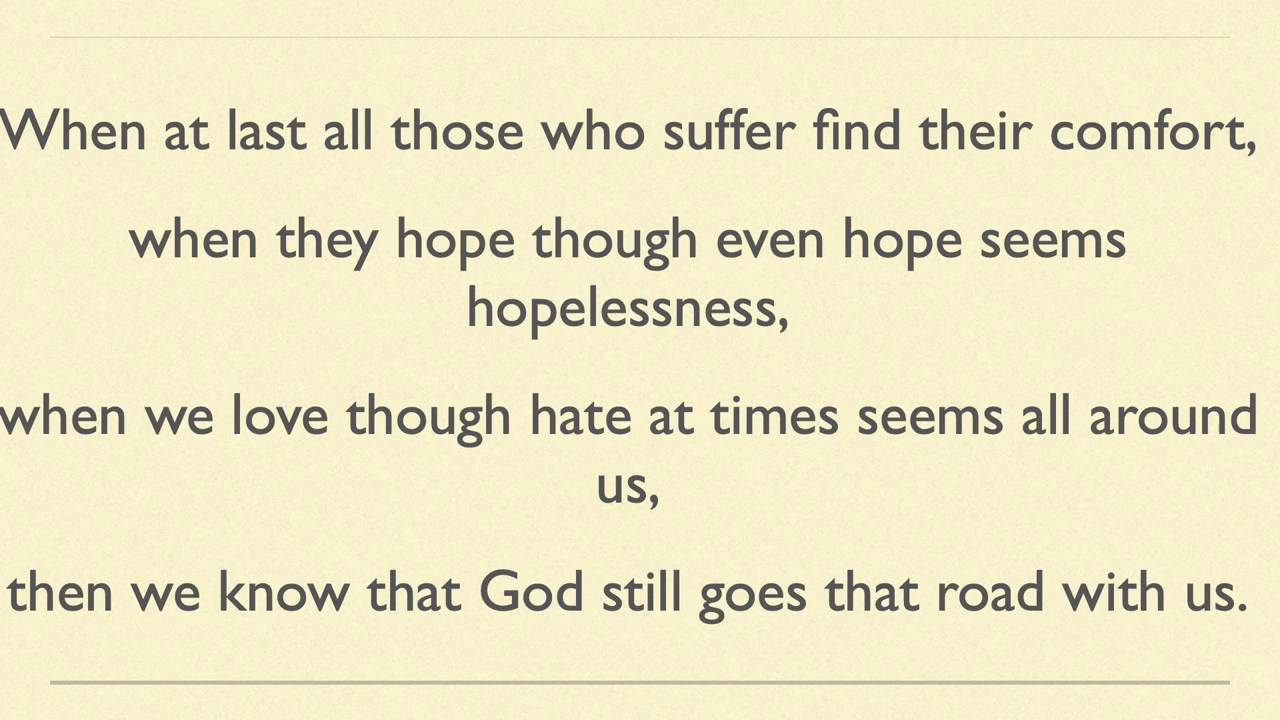 When at last all those who suffer find their comfort,
when they hope though even hope seems
hopelessness,
when we love though hate at times seems all around
us,
then we know that God still goes that road with us.